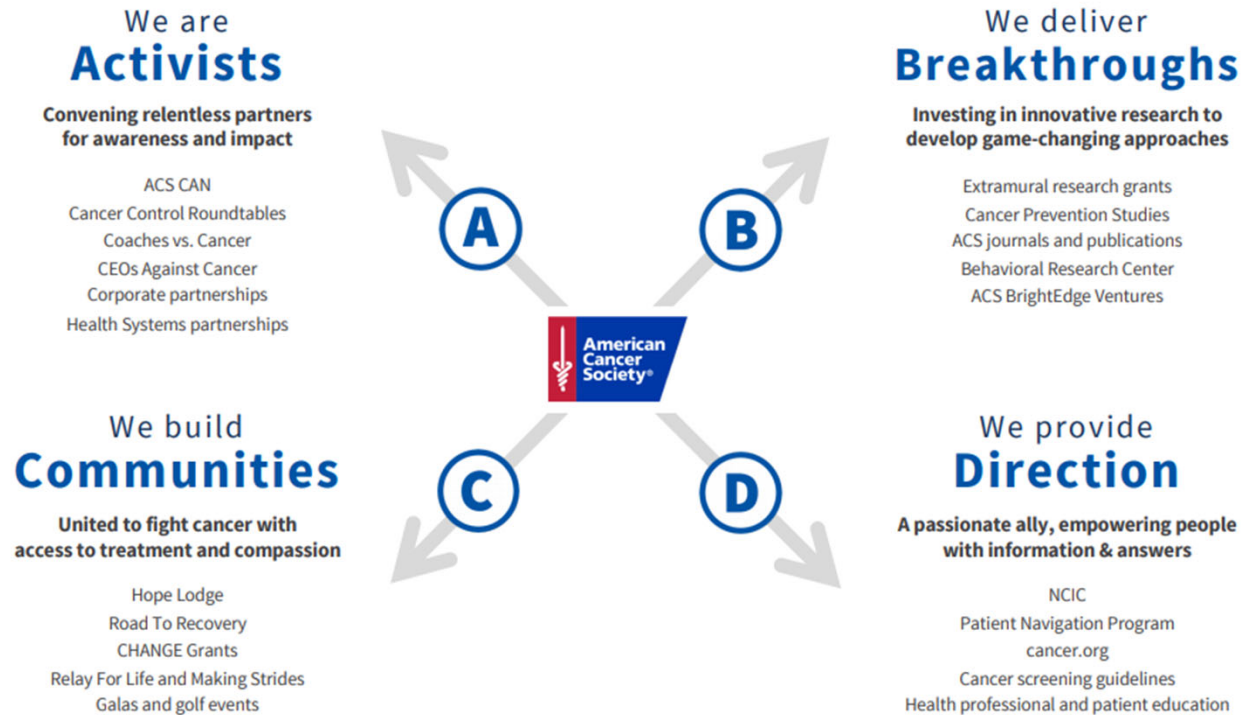 We are
Activists
Convening relentless partners
for awareness and impact
ACS CAN
Cancer Control Roundtables
Coaches vs. Cancer
CEOs Against Cancer
Corporate partnerships
Health Systems partnerships
A
We deliver
Breakthroughs
Investing in innovative research to
develop game-changing approaches
Extramural research grants
Cancer Prevention Studies
ACS journals and publications
Behavioral Research Center
ACS BrightEdge Ventures
B
American
Cancer
Society®
We build
Communities
United to fight cancer with
access to treatment and compassion
Hope Lodge
Road To Recovery
CHANGE Grants
Relay For Life and Making Strides
Galas and golf events
C
We provide
Direction
A passionate ally, empowering people
with information & answers
NCIC
Patient Navigation Program
cancer.org
Cancer screening guidelines
Health professional and patient education
D